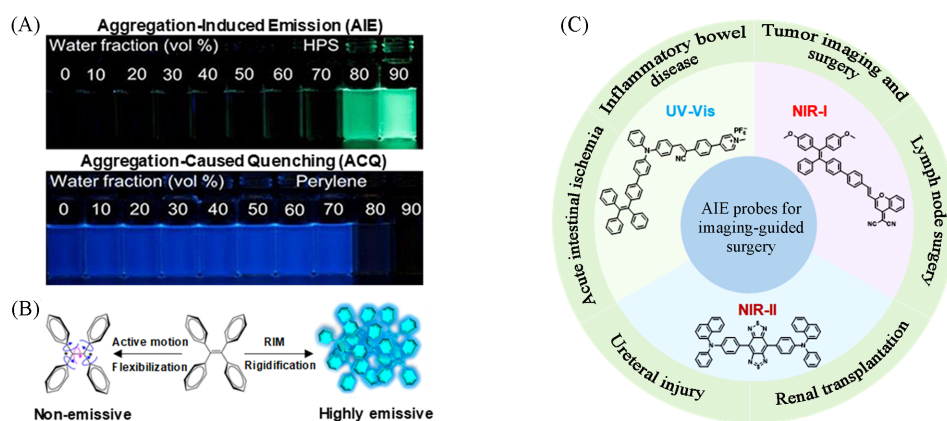 (A)
Aggregation-Induced Emission (AIE)
Water fraction (vol %) HPS
0 10 20 30 40 50 60 70 80 90
Aggregation-Caused Quenching (ACQ)
Water fraction (vol %) Perylene
0 10 20 30 40 50 60 70 80 90
(B)
Active motion
Flexibilization
RIM
Rigidification
Non-emissive
Highly emissive
(C)
Inflammatory bowel
disease
Tumor imaging and
surgery
Lymph node surgery
Renal transplantation
Ureteral injury
Acute intestinal ischemia
UV-Vis
PF₆⁻
N
CN
N⁺
NIR-I
O
O
O
NC CN
AIE probes for
imaging-guided
surgery
NIR-II
S
N N
N N
N N
S